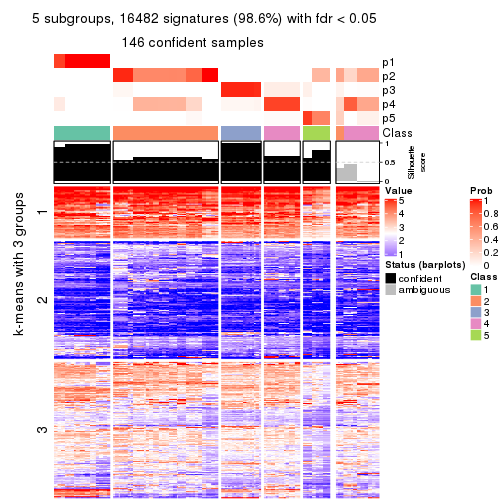 5 subgroups, 16482 signatures (98.6%) with fdr < 0.05
146 confident samples
p1
p2
p3
p4
p5
Class
1
0.5
0
Silhouette
score
k-means with 3 groups
1
2
3
Value
5
4
3
2
1
Status (barplots)
confident
ambiguous
Prob
1
0.8
0.6
0.4
0.2
0
Class
1
2
3
4
5